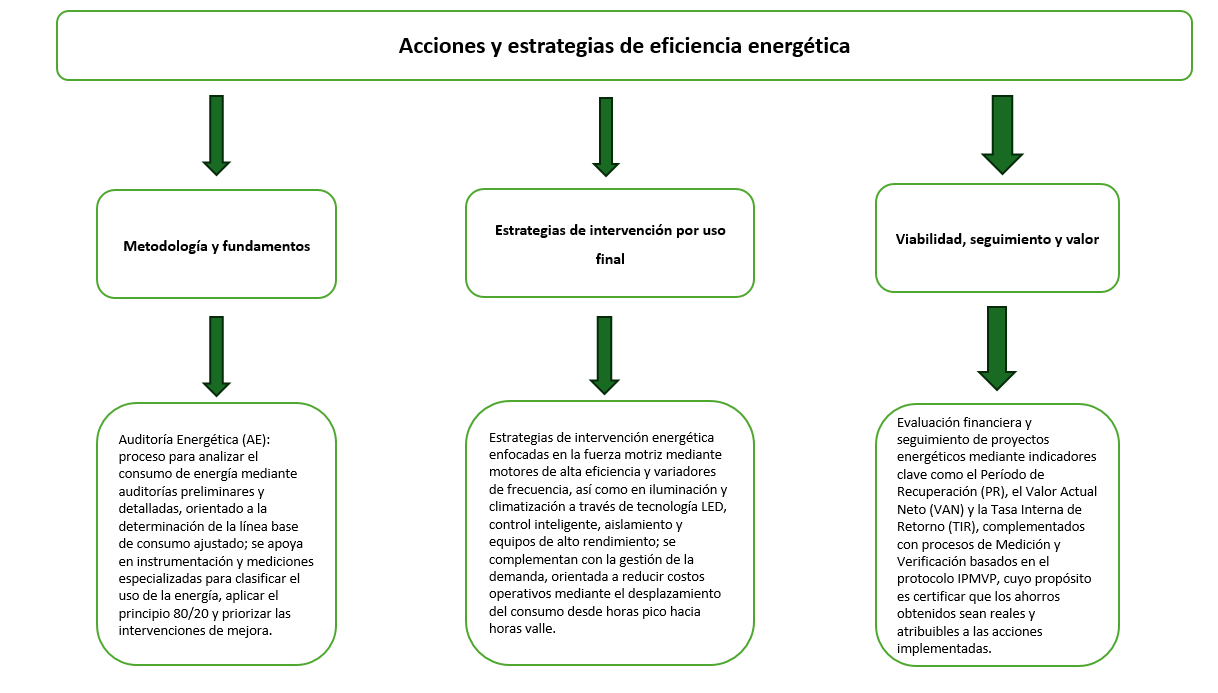 Acciones y estrategias de eficiencia energética
Metodología y fundamentos
Estrategias de intervención por uso
final
Viabilidad, seguimiento y valor
Auditoría Energética (AE):
proceso para analizar el
consumo de energía mediante
auditorías preliminares y
detalladas, orientado a la
determinación de la línea base
de consumo ajustado; se apoya
en instrumentación y mediciones
especializadas para clasificar el
uso de la energía, aplicar el
principio 80/20 y priorizar las
intervenciones de mejora.
Estrategias de intervención energética
enfocadas en la fuerza motriz mediante
motores de alta eficiencia y variadores
de frecuencia, así como en iluminación y
climatización a través de tecnología LED,
control inteligente, aislamiento y
equipos de alto rendimiento; se
complementan con la gestión de la
demanda, orientada a reducir costos
operativos mediante el desplazamiento
del consumo desde horas pico hacia
horas valle.
Evaluación financiera y
seguimiento de proyectos
energéticos mediante indicadores
clave como el Período de
Recuperación (PR), el Valor Actual
Neto (VAN) y la Tasa Interna de
Retorno (TIR), complementados
con procesos de Medición y
Verificación basados en el
protocolo IPMVP, cuyo propósito
es certificar que los ahorros
obtenidos sean reales y
atribuibles a las acciones
implementadas.